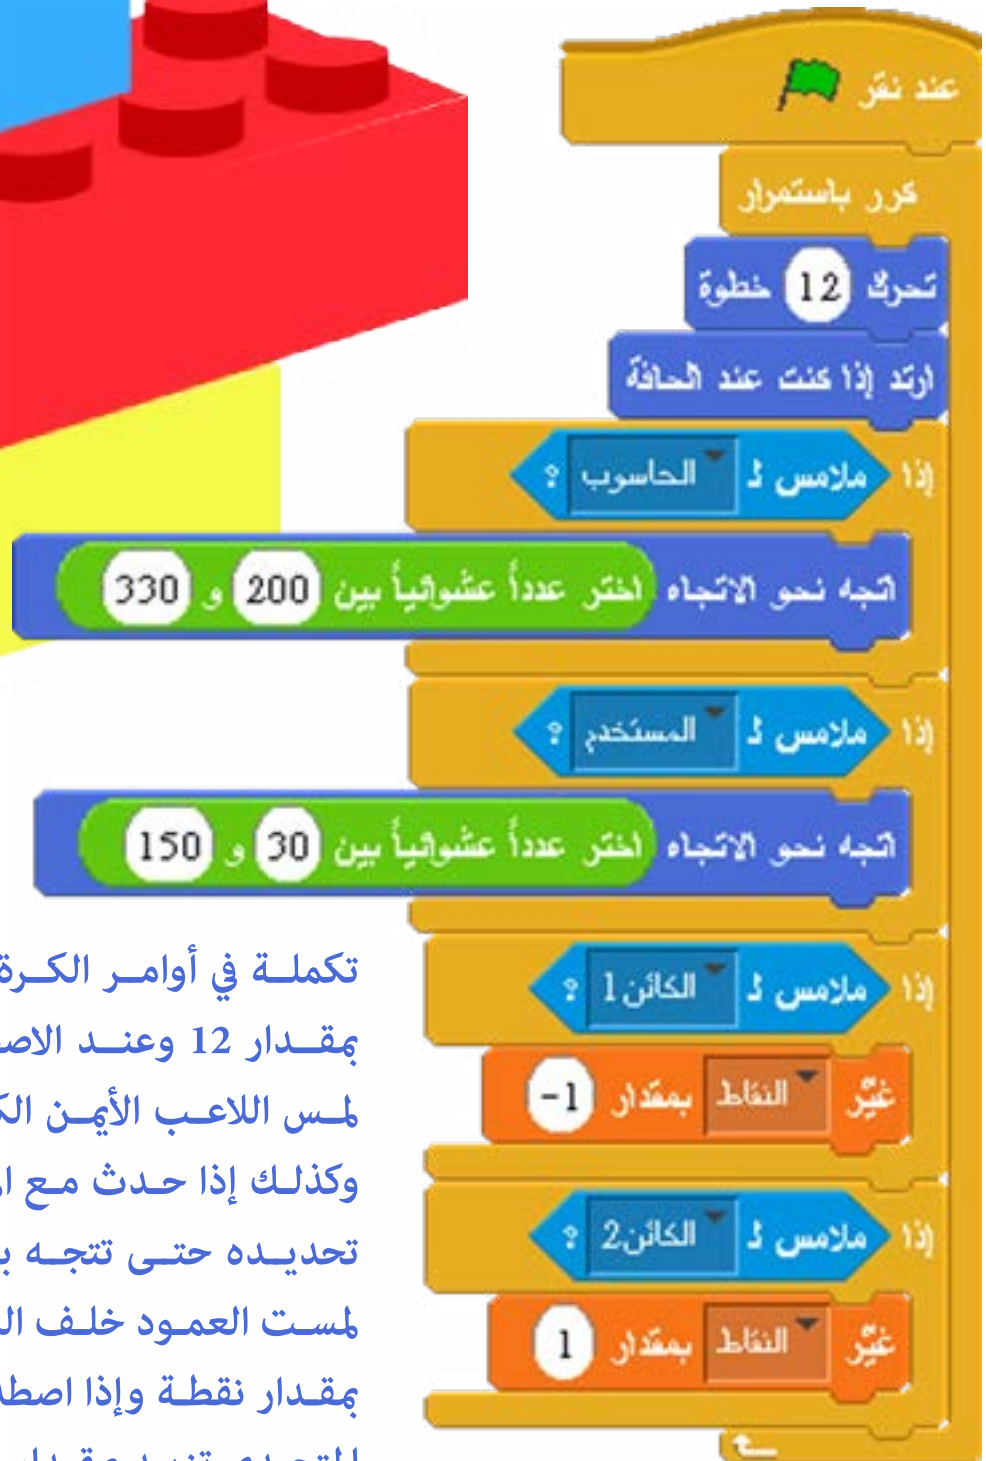 عند نقر
كرر باستمرار
تحرك 12 خطوة
ارتد إذا كنت عند الحافة
إذا ملامس لـ الحاسوب ؟
اتجه نحو الاتجاه اختر عدداً عشوائياً بين 200 و 330
إذا ملامس لـ المستخدم ؟
اتجه نحو الاتجاه اختر عدداً عشوائياً بين 30 و 150
إذا ملامس لـ الكائن1 ؟
غيّر النقاط بمقدار -1
إذا ملامس لـ الكائن2 ؟
غيّر النقاط بمقدار 1
تكملة في أوامر الكرة
بمقدار 12 وعند
لمس اللاعب الأيمن
وكذلك إذا حدث مع
تحديده حتى تتجه
لمست العمود خلف
بمقدار نقطة وإذا